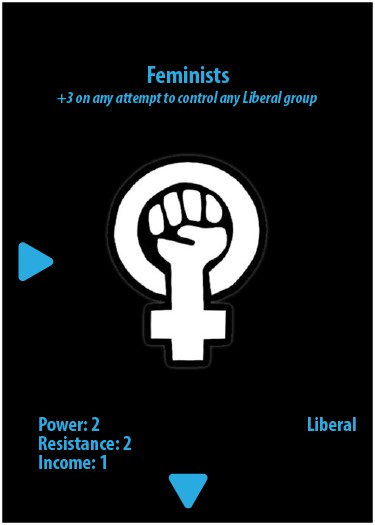 Feminists
+3 on any attempt to control any Liberal group
Power: 2
Liberal
Resistance: 2
Income: 1